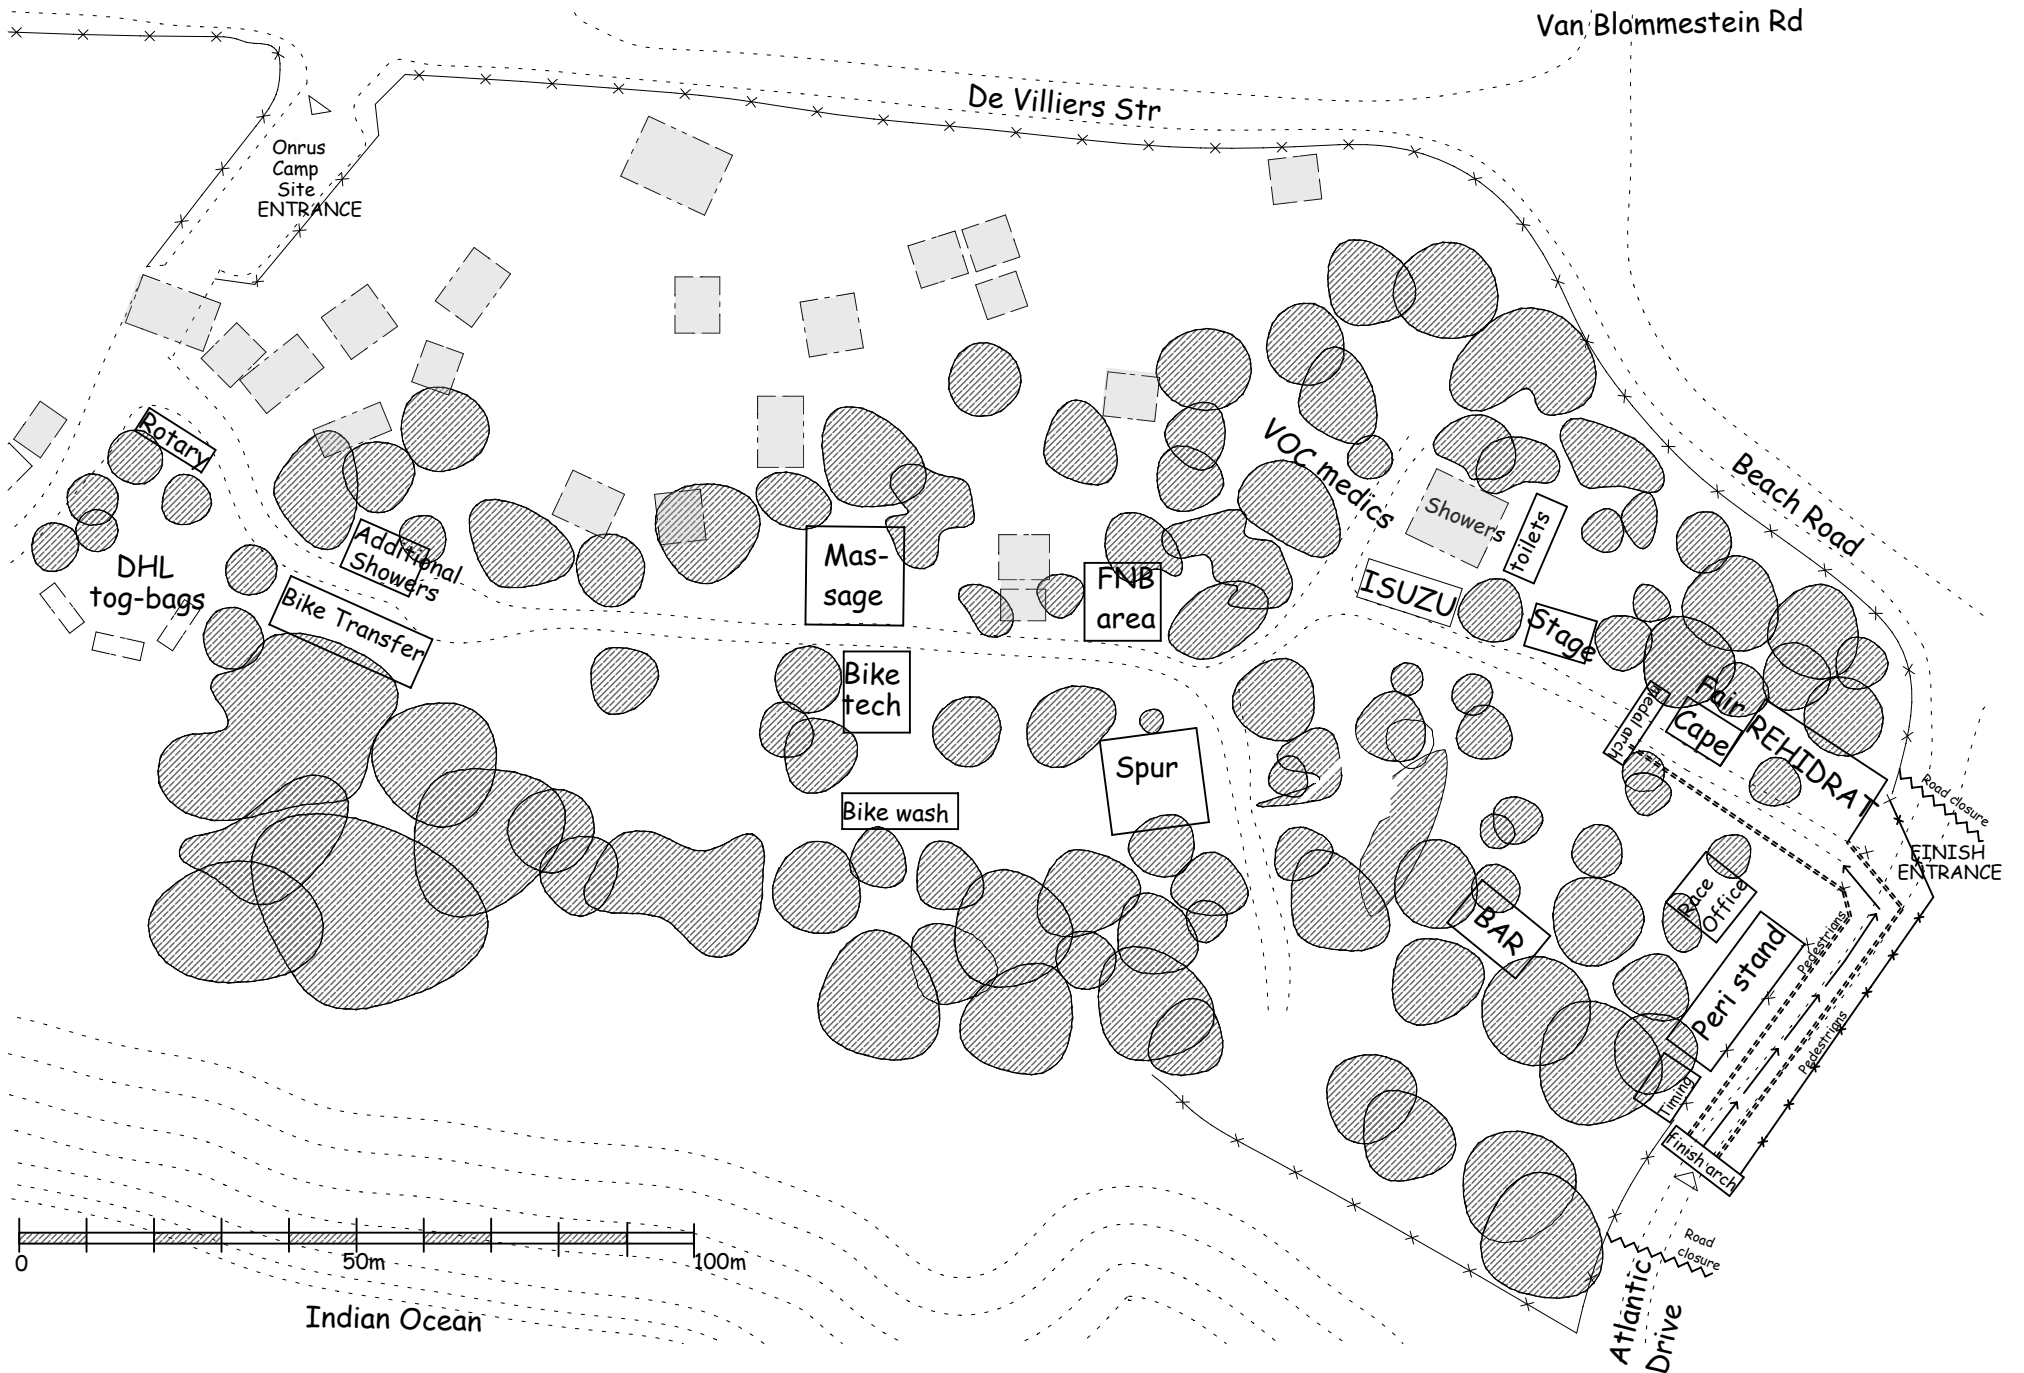 Van Blommestein Rd
De Villiers Str
Onrus
Camp
Site
ENTRANCE
Rotary
VOC medics
Beach Road
Showers
toilets
DHL
tog-bags
Additional
Showers
Bike Transfer
Mas-
sage
FNB
area
ISUZU
Stage
Bike
tech
Spur
Bike wash
Medal arch
Fair
Cape
REHIDRAT
Road closure
FINISH
ENTRANCE
Race
Office
BAR
Peri stand
Pedestrians
Pedestrians
Timing
finish arch
Road
closure
Atlantic
Drive
0
50m
100m
Indian Ocean